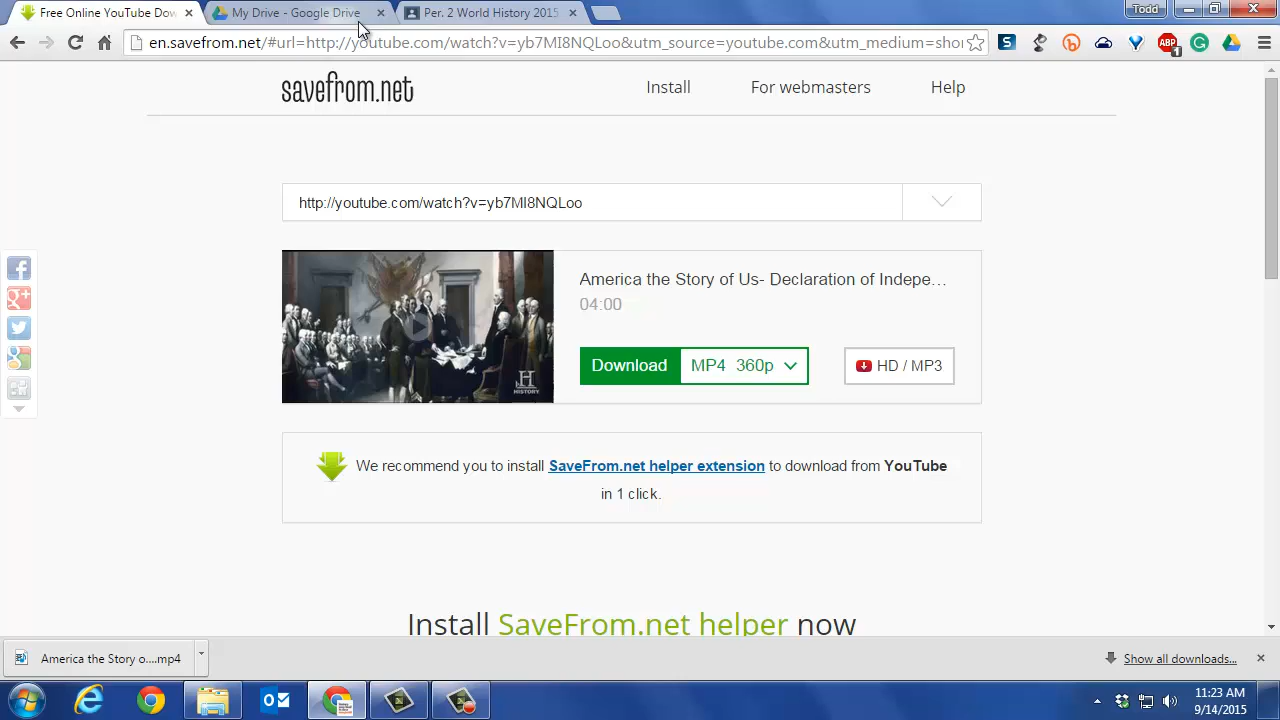 Free Online YouTube Dow
My Drive - Google Drive
Per. 2 World History 2015
Todd
en.savefrom.net/#url=http://youtube.com/watch?v=yb7MI8NQLoo&utm_source=youtube.com&utm_medium=shor
S
ABP
1
savefrom.net
Install
For webmasters
Help
http://youtube.com/watch?v=yb7MI8NQLoo
America the Story of Us- Declaration of Indepe…
04:00
H
HISTORY
Download
MP4 360p
HD / MP3
We recommend you to install SaveFrom.net helper extension to download from YouTube
in 1 click.
Install SaveFrom.net helper now
America the Story o....mp4
Show all downloads...
11:23 AM
9/14/2015